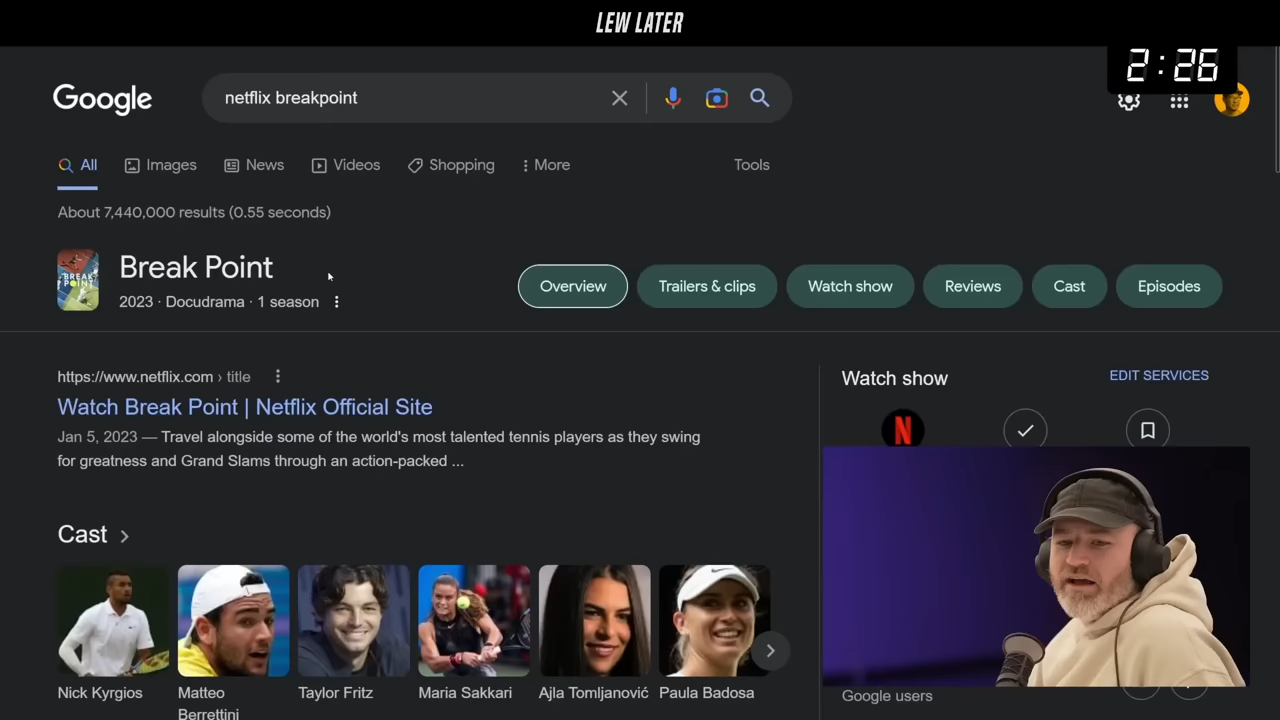 LEW LATER
2:26
Google
netflix breakpoint
All
Images
News
Videos
Shopping
More
Tools
About 7,440,000 results (0.55 seconds)
BREAK
POINT
Break Point
2023 · Docudrama · 1 season
Overview
Trailers & clips
Watch show
Reviews
Cast
Episodes
https://www.netflix.com › title
Watch Break Point | Netflix Official Site
Jan 5, 2023 — Travel alongside some of the world's most talented tennis players as they swing
for greatness and Grand Slams through an action-packed ...
Watch show
EDIT SERVICES
N
Cast
Nick Kyrgios
Matteo
Berrettini
Taylor Fritz
Maria Sakkari
Ajla Tomljanović
Paula Badosa
Google users